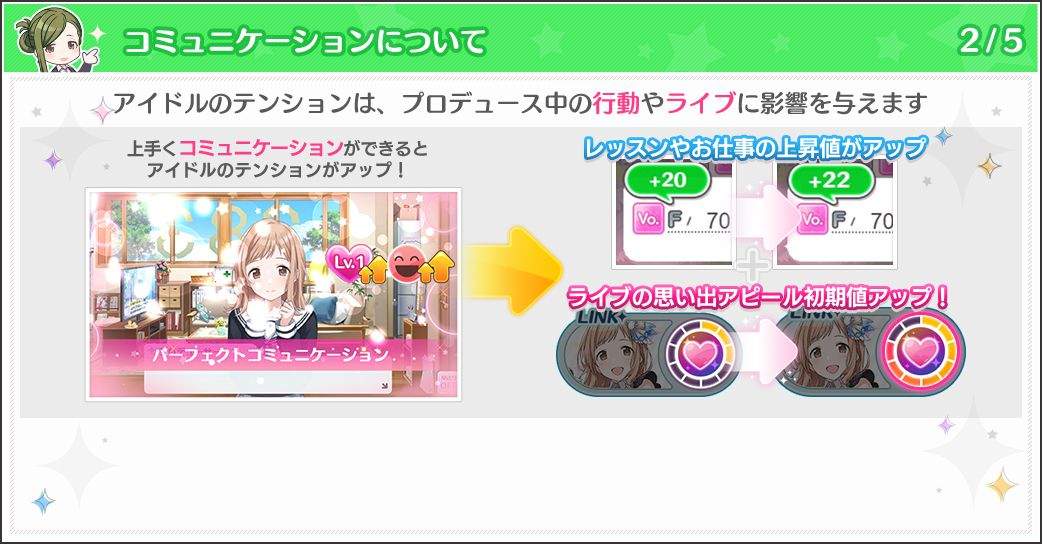 コミュニケーションについて
2/5
アイドルのテンションは、プロデュース中の行動やライブに影響を与えます
上手くコミュニケーションができると
アイドルのテンションがアップ！
Lv.1
パーフェクトコミュニケーション
レッスンやお仕事の上昇値がアップ
+20
Vo. F / 70
+22
Vo. F / 70
+
ライブの思い出アピール初期値アップ！
LINK
LINK